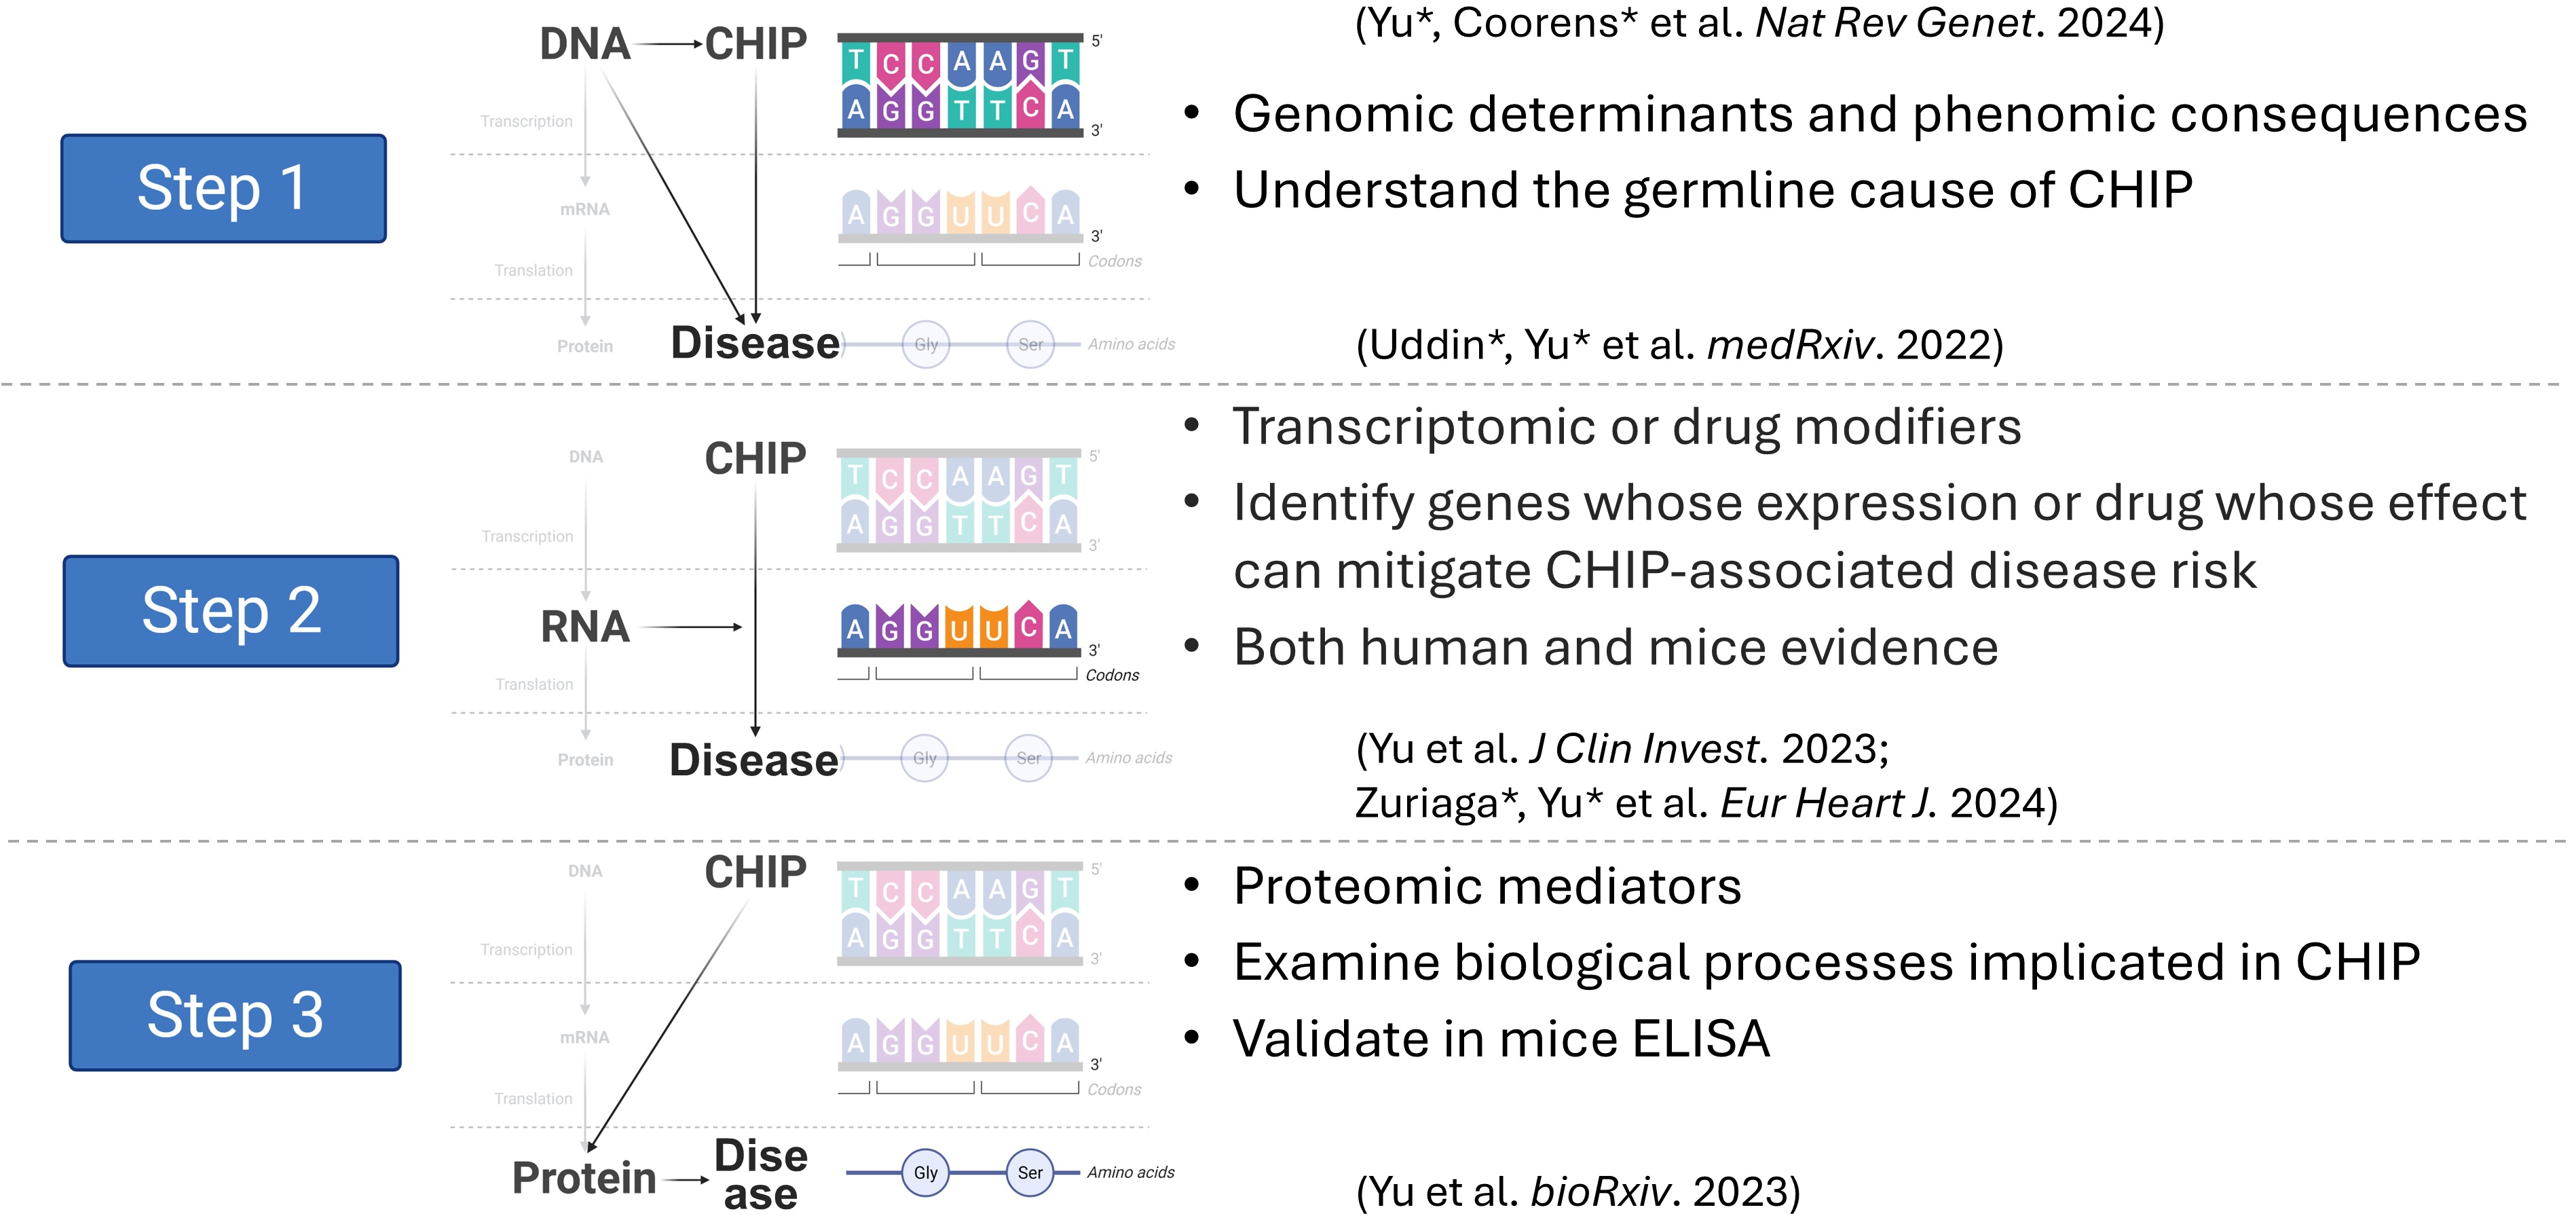 (Yu*, Coorens* et al. Nat Rev Genet. 2024)
DNA
CHIP
T C C A A G T
5'
A G G T T C A
3'
Transcription
Step 1
mRNA
A G G U U C A
3'
Codons
Translation
Protein
Disease
Gly
Ser
Amino acids
• Genomic determinants and phenomic consequences
• Understand the germline cause of CHIP
(Uddin*, Yu* et al. medRxiv. 2022)
DNA
CHIP
T C C A A G T
5'
A G G T T C A
3'
Transcription
Step 2
RNA
A G G U U C A
3'
Codons
Translation
Protein
Disease
Gly
Ser
Amino acids
• Transcriptomic or drug modifiers
• Identify genes whose expression or drug whose effect
can mitigate CHIP-associated disease risk
• Both human and mice evidence
(Yu et al. J Clin Invest. 2023;
Zuriaga*, Yu* et al. Eur Heart J. 2024)
DNA
CHIP
T C C A A G T
5'
A G G T T C A
3'
Transcription
Step 3
mRNA
A G G U U C A
3'
Codons
Translation
Protein
Dise
ase
Gly
Ser
Amino acids
• Proteomic mediators
• Examine biological processes implicated in CHIP
• Validate in mice ELISA
(Yu et al. bioRxiv. 2023)